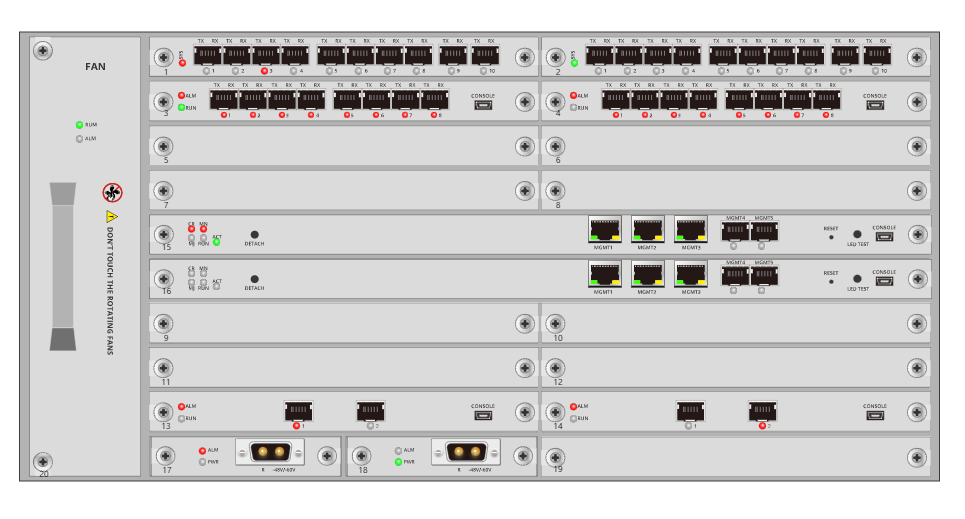 FAN
RUM
ALM
DON'T TOUCH THE ROTATING FANS
20
SYS
TX RX TX RX TX RX TX RX TX RX TX RX TX RX TX RX TX RX TX RX
1 2 3 4 5 6 7 8 9 10
1
SYS
TX RX TX RX TX RX TX RX TX RX TX RX TX RX TX RX TX RX TX RX
1 2 3 4 5 6 7 8 9 10
2
TX RX TX RX TX RX TX RX TX RX TX RX TX RX TX RX
ALM
RUN
CONSOLE
1 2 3 4 5 6 7 8
3
TX RX TX RX TX RX TX RX TX RX TX RX TX RX TX RX
ALM
RUN
CONSOLE
1 2 3 4 5 6 7 8
4
5
6
7
8
CR MN
MJ RUN ACT
DETACH
MGMT1 MGMT2 MGMT3
MGMT4 MGMT5
RESET
LED TEST
CONSOLE
15
CR MN
MJ RUN ACT
DETACH
MGMT1 MGMT2 MGMT3
MGMT4 MGMT5
RESET
LED TEST
CONSOLE
16
9
10
11
12
ALM
RUN
1 2
CONSOLE
13
ALM
RUN
1 2
CONSOLE
14
ALM
PWR
R -48V/-60V
17
ALM
PWR
R -48V/-60V
18
19